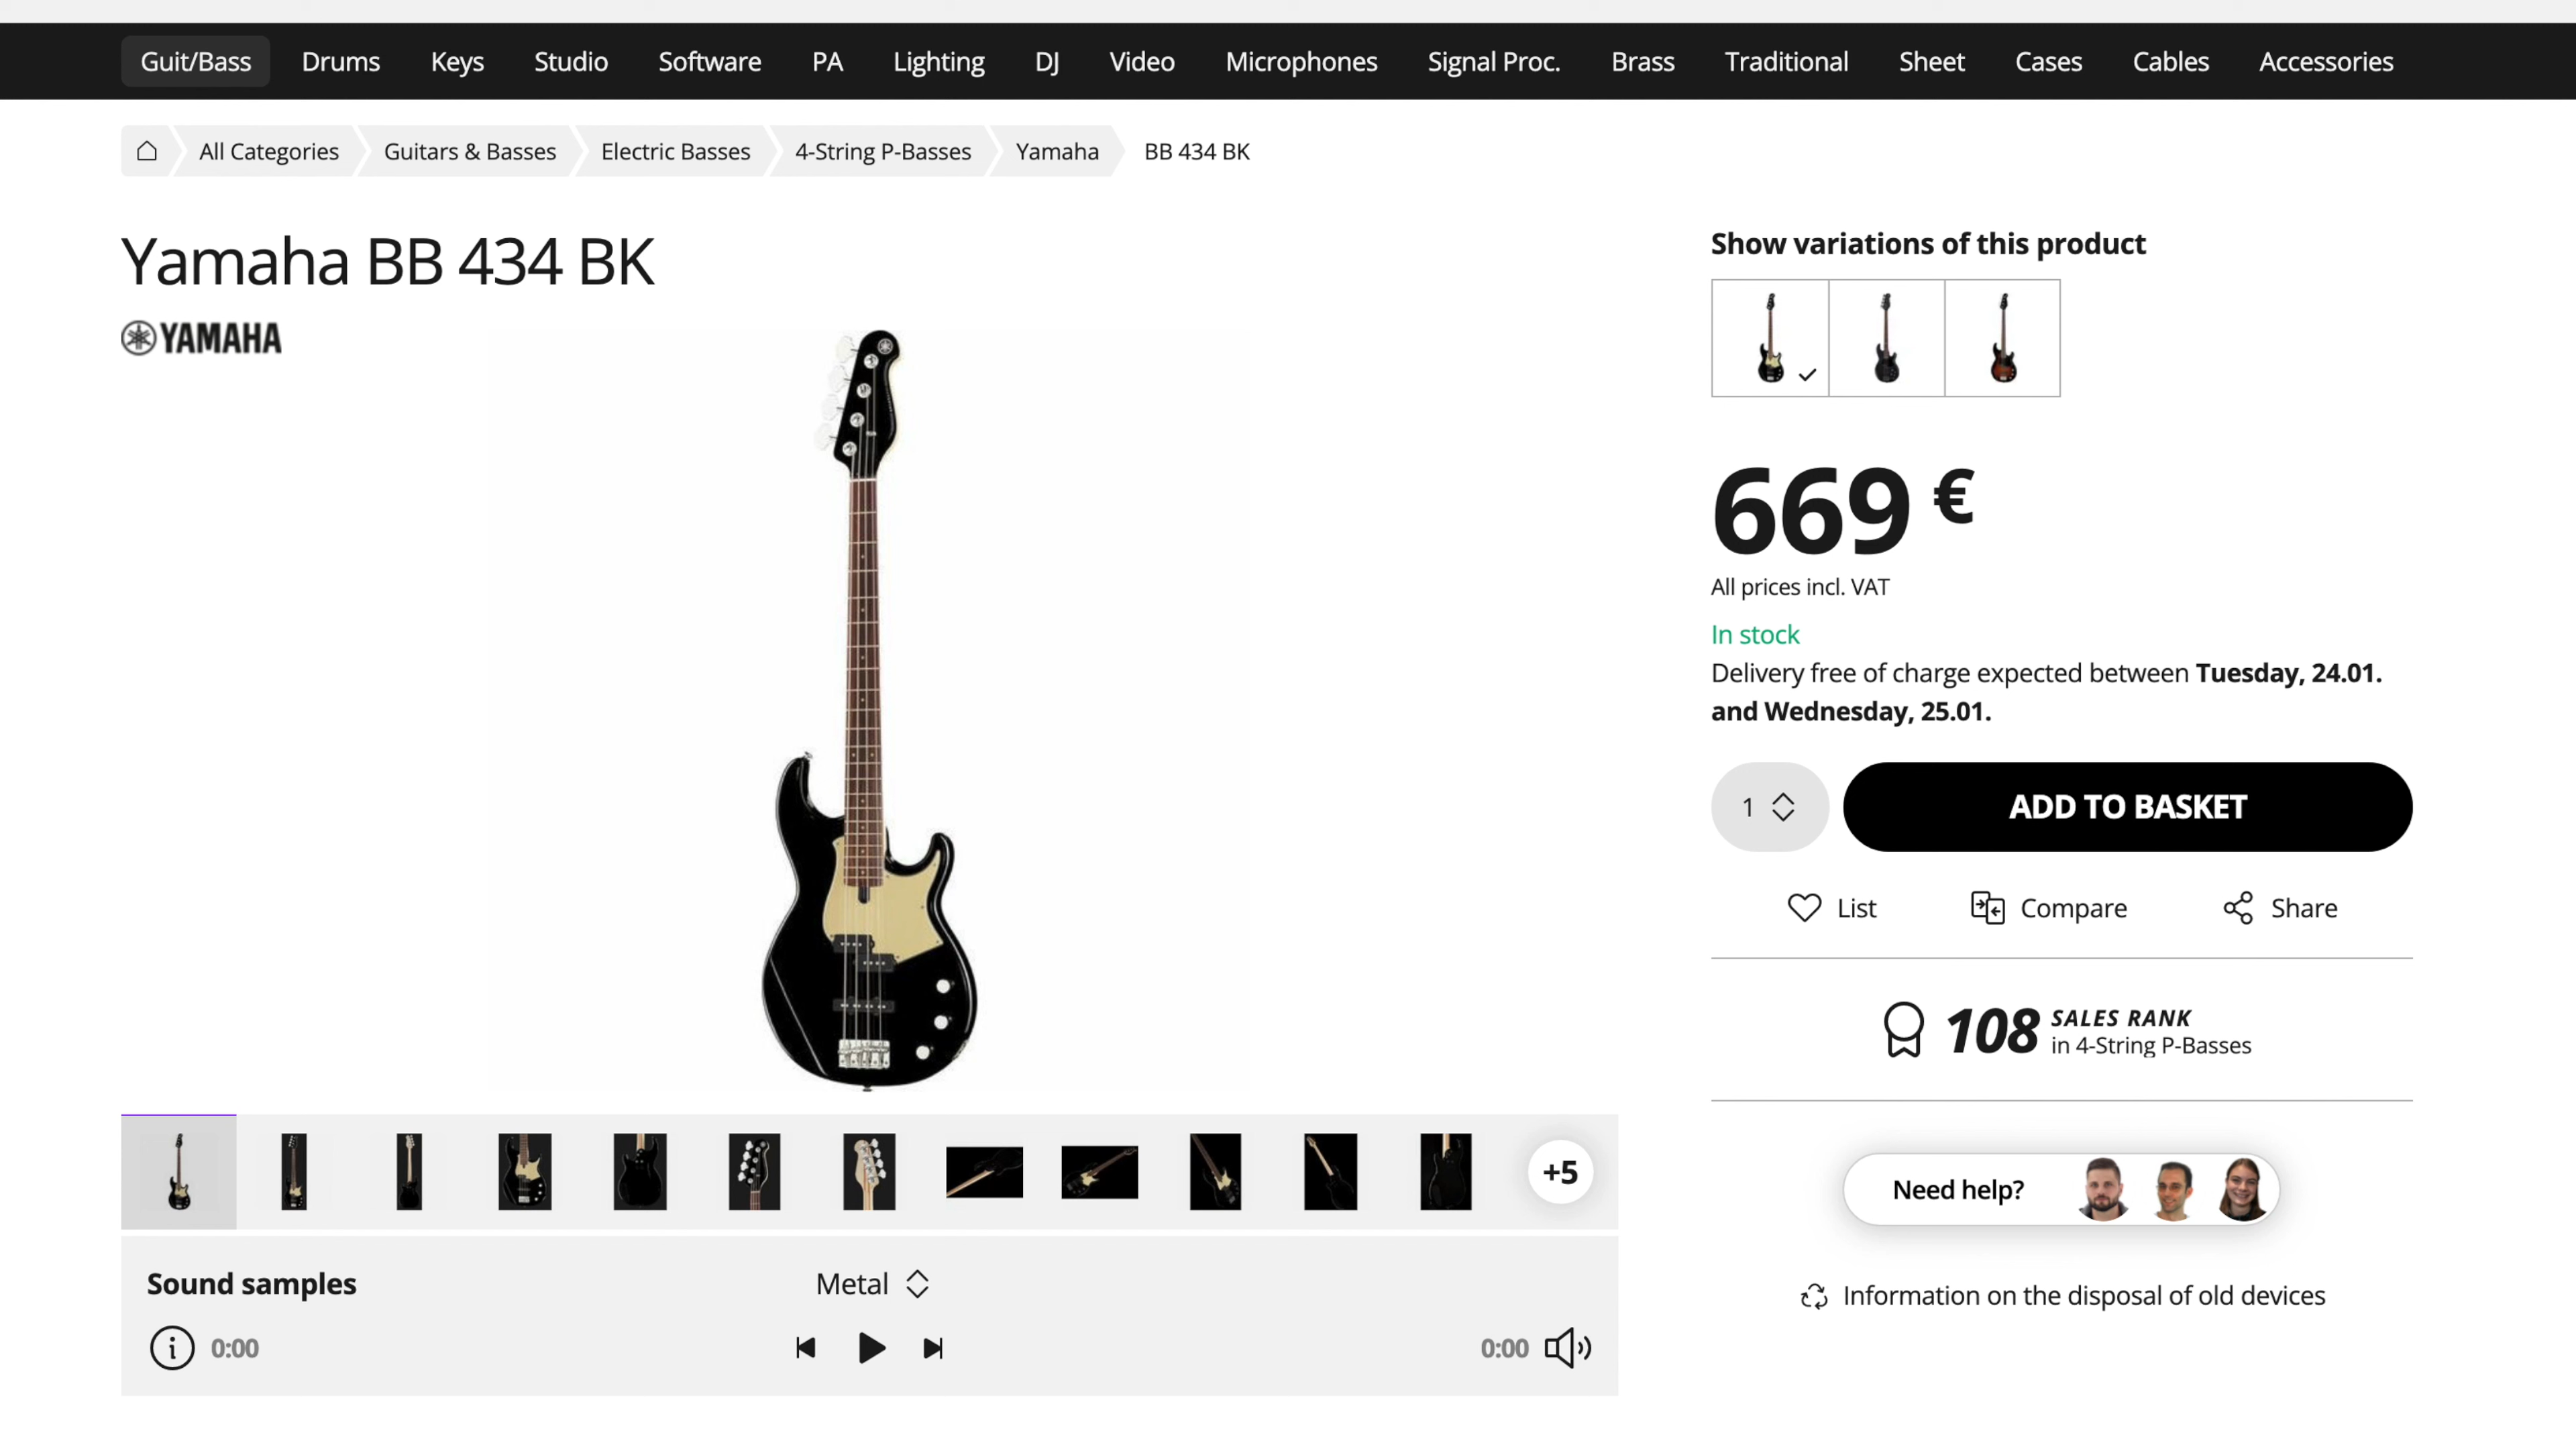 Guit/Bass Drums Keys Studio Software PA Lighting DJ Video Microphones Signal Proc. Brass Traditional Sheet Cases Cables Accessories
All Categories Guitars & Basses Electric Basses 4-String P-Basses Yamaha BB 434 BK
Yamaha BB 434 BK
YAMAHA
Show variations of this product
669 €
All prices incl. VAT
In stock
Delivery free of charge expected between Tuesday, 24.01.
and Wednesday, 25.01.
1 ADD TO BASKET
List Compare Share
108 SALES RANK
in 4-String P-Basses
+5
Need help?
Sound samples Metal
0:00 0:00
Information on the disposal of old devices